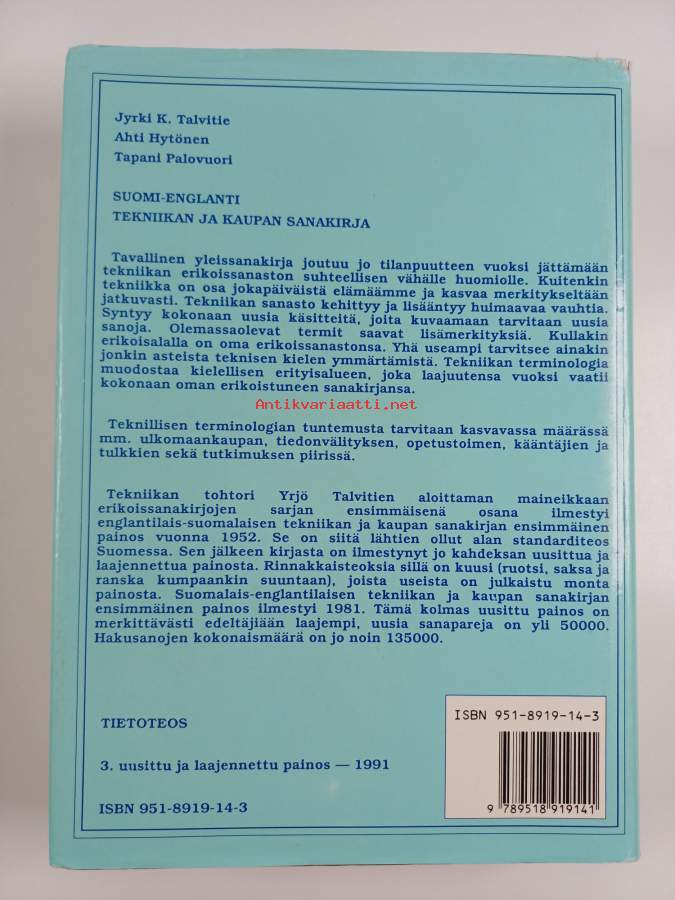 Jyrki K. Talvitie
Ahti Hytönen
Tapani Palovuori
SUOMI-ENGLANTI
TEKNIIKAN JA KAUPAN SANAKIRJA
Tavallinen yleissanakirja joutuu jo tilanpuutteen vuoksi jättämään
tekniikan erikoissanaston suhteellisen vähälle huomiolle. Kuitenkin
tekniikka on osa jokapäiväistä elämäämme ja kasvaa merkitykseltään
jatkuvasti. Tekniikan sanasto kehittyy ja lisääntyy huimaavaa vauhtia.
Syntyy kokonaan uusia käsitteitä, joita kuvaamaan tarvitaan uusia
sanoja. Olemassaolevat termit saavat lisämerkityksiä. Kullakin
erikoisalalla on oma erikoissanastonsa. Yhä useampi tarvitsee ainakin
jonkin asteista teknisen kielen ymmärtämistä. Tekniikan terminologia
muodostaa kielellisen erityisalueen, joka laajuutensa vuoksi vaatii
kokonaan oman erikoistuneen sanakirjansa.
Antikvariaatti.net
Teknillisen terminologian tuntemusta tarvitaan kasvavassa määrässä
mm. ulkomaankaupan, tiedonvälityksen, opetustoimen, kääntäjien ja
tulkkien sekä tutkimuksen piirissä.
Tekniikan tohtori Yrjö Talvitien aloittaman maineikkaan
erikoissanakirjojen sarjan ensimmäisenä osana ilmestyi
englantilais-suomalaisen tekniikan ja kaupan sanakirjan ensimmäinen
painos vuonna 1952. Se on siitä lähtien ollut alan standarditeos
Suomessa. Sen jälkeen kirjasta on ilmestynyt jo kahdeksan uusittua ja
laajennettua painosta. Rinnakkaisteoksia sillä on kuusi (ruotsi, saksa ja
ranska kumpaankin suuntaan), joista useista on julkaistu monta
painosta. Suomalais-englantilaisen tekniikan ja kaupan sanakirjan
ensimmäinen painos ilmestyi 1981. Tämä kolmas uusittu painos on
merkittävästi edeltäjiään laajempi, uusia sanapareja on yli 50000.
Hakusanojen kokonaismäärä on jo noin 135000.
TIETOTEOS
3. uusittu ja laajennettu painos — 1991
ISBN 951-8919-14-3
ISBN 951-8919-14-3
9 789518 919141